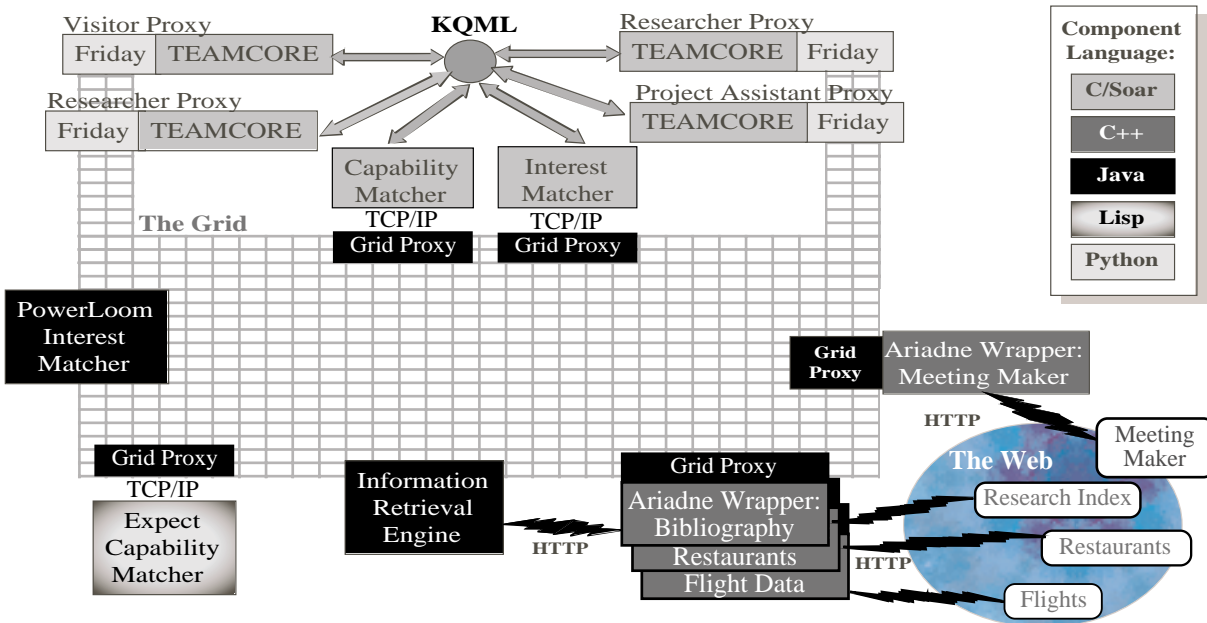 Visitor Proxy
Friday TEAMCORE
KQML
Researcher Proxy
TEAMCORE Friday
Researcher Proxy
Friday TEAMCORE
Project Assistant Proxy
TEAMCORE Friday
Capability
Matcher
TCP/IP
Grid Proxy
Interest
Matcher
TCP/IP
Grid Proxy
The Grid
Component
Language:
C/Soar
C++
Java
Lisp
Python
PowerLoom
Interest
Matcher
Grid
Proxy
Ariadne Wrapper:
Meeting Maker
HTTP
Meeting
Maker
The Web
Research Index
Restaurants
Flights
Grid Proxy
TCP/IP
Expect
Capability
Matcher
Information
Retrieval
Engine
HTTP
Grid Proxy
Ariadne Wrapper:
Bibliography
Restaurants
Flight Data
HTTP